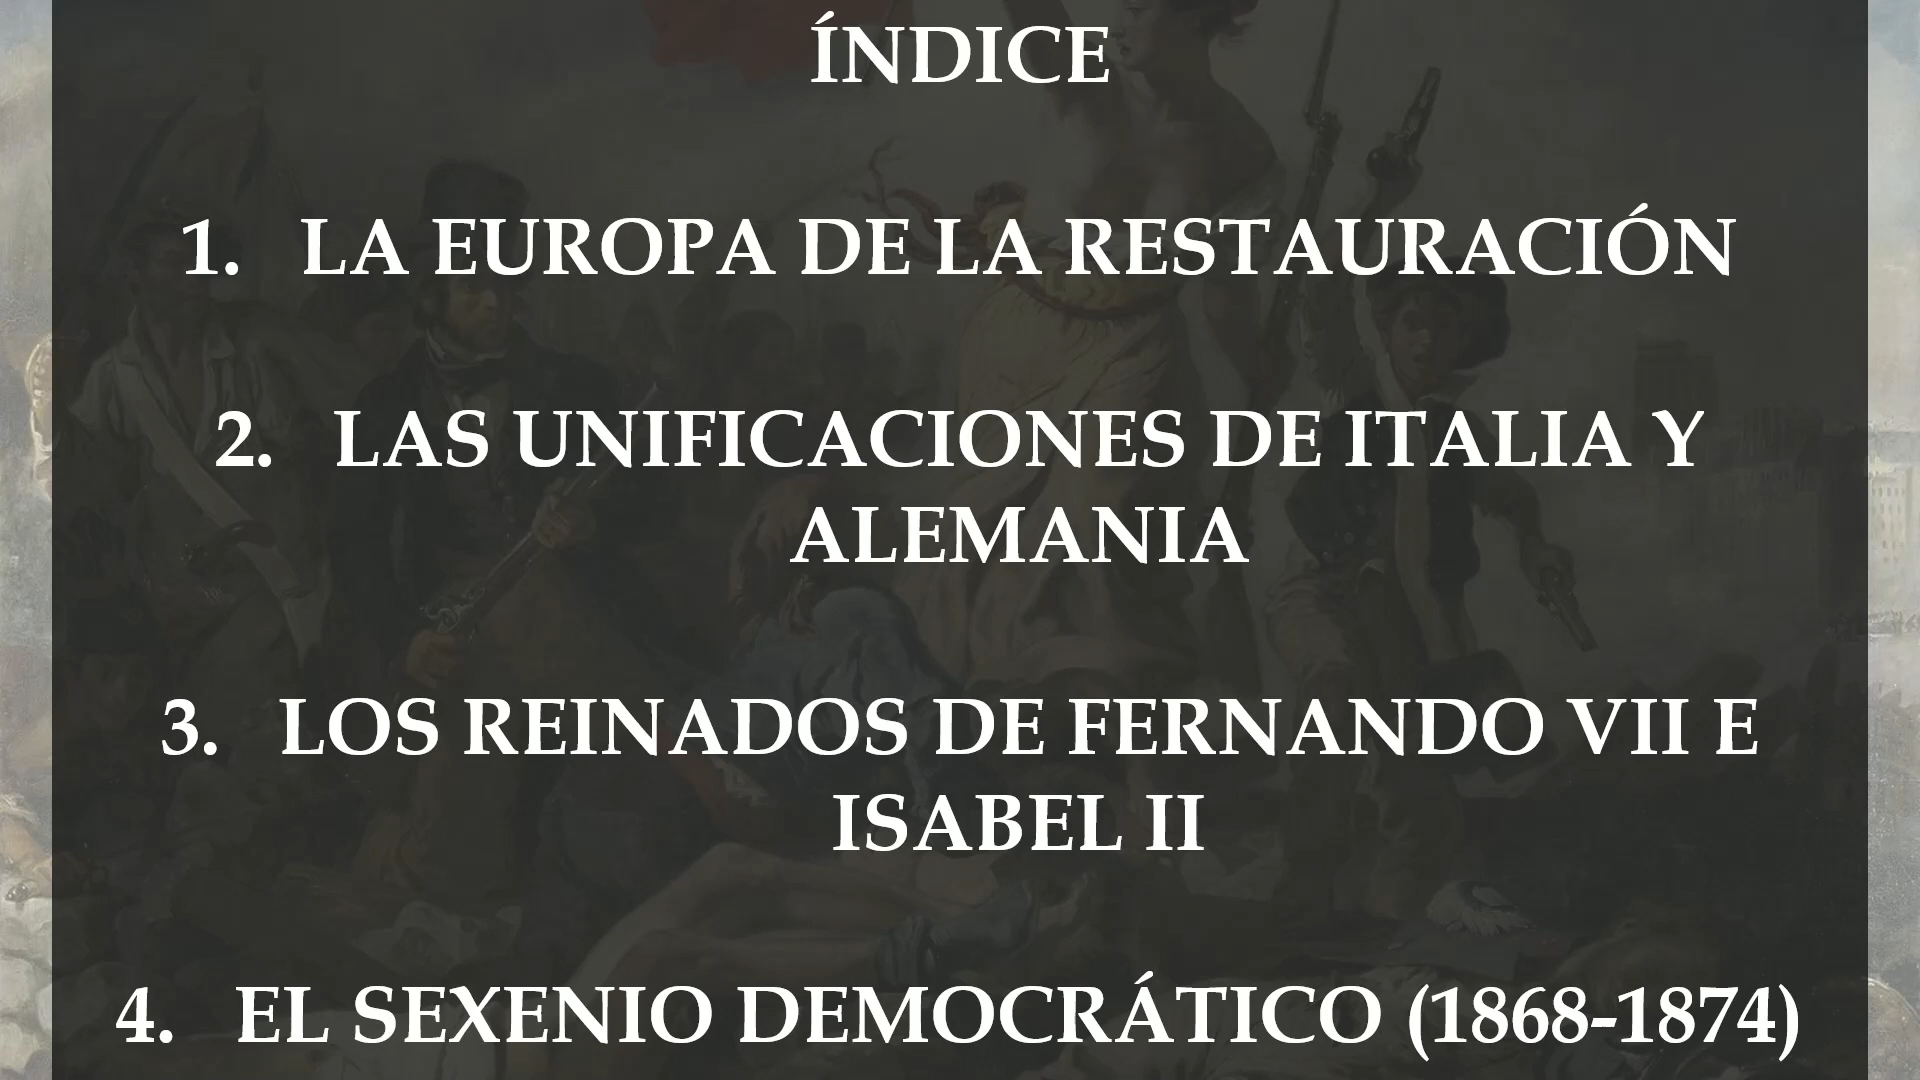 ÍNDICE
1. LA EUROPA DE LA RESTAURACIÓN
2. LAS UNIFICACIONES DE ITALIA Y
ALEMANIA
3. LOS REINADOS DE FERNANDO VII E
ISABEL II
4. EL SEXENIO DEMOCRÁTICO (1868-1874)